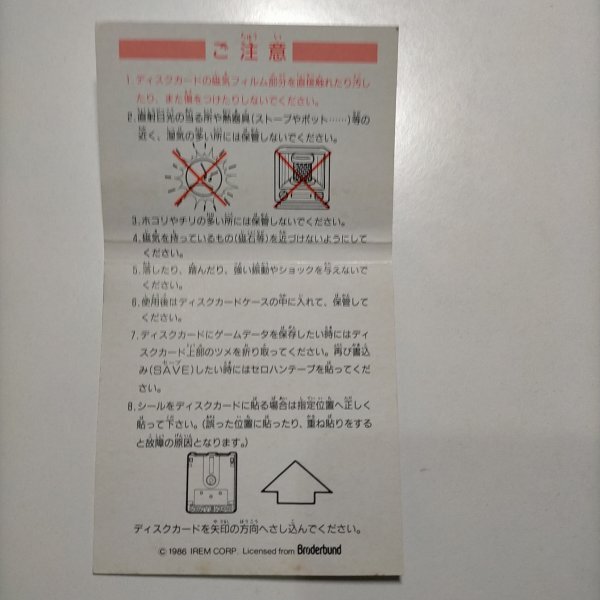 ご注意
1. ディスクカードの磁気フィルム部分を直接触れたり汚し
たり、また傷をつけたりしないでください。
2. 直射日光の当る所や熱器具(ストーブやポット……)等の
近く、湿気の多い所には保管しないでください。
3. ホコリやチリの多い所には保管しないでください。
4. 磁気を持っているもの(磁石等)を近づけないようにして
ください。
5. 落したり、踏んだり、強い振動やショックを与えないで
ください。
6. 使用後はディスクカードケースの中に入れて、保管して
ください。
7. ディスクカードにゲームデータを保存したい時にはディ
スクカード上部のツメを折り取ってください。再び書込
み(SAVE)したい時にはセロハンテープを貼ってくだ
さい。
8. シールをディスクカードに貼る場合は指定位置へ正しく
貼って下さい。(誤った位置に貼ったり、重ね貼りをする
と故障の原因となります。)
ディスクカードを矢印の方向へさし込んでください。
© 1986 IREM CORP. Licensed from Brøderbund